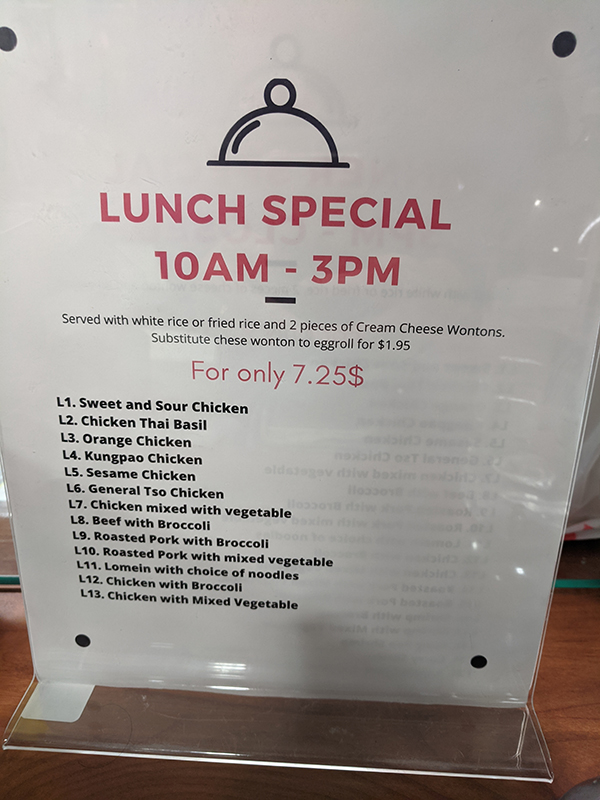 LUNCH SPECIAL
10AM - 3PM
Served with white rice or fried rice and 2 pieces of Cream Cheese Wontons.
Substitute chese wonton to eggroll for $1.95
For only 7.25$
L1. Sweet and Sour Chicken
L2. Chicken Thai Basil
L3. Orange Chicken
L4. Kungpao Chicken
L5. Sesame Chicken
L6. General Tso Chicken
L7. Chicken mixed with vegetable
L8. Beef with Broccoli
L9. Roasted Pork with Broccoli
L10. Roasted Pork with mixed vegetable
L11. Lomein with choice of noodles
L12. Chicken with Broccoli
L13. Chicken with Mixed Vegetable